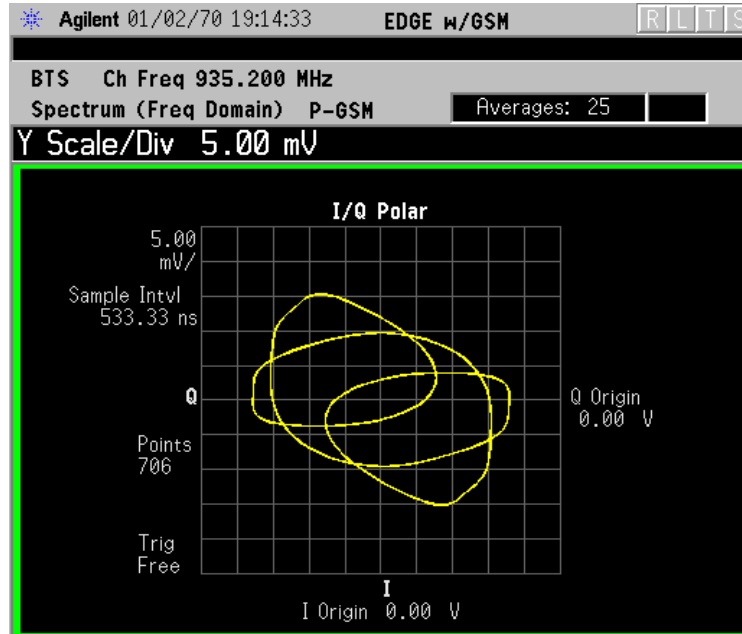 Agilent 01/02/70 19:14:33 EDGE w/GSM R L T S
BTS Ch Freq 935.200 MHz
Spectrum (Freq Domain) P-GSM Averages: 25
Y Scale/Div 5.00 mV
I/Q Polar
5.00
mV/
Sample Intvl
533.33 ns
Q
Q Origin
0.00 V
Points
706
Trig
Free
I
I Origin 0.00 V